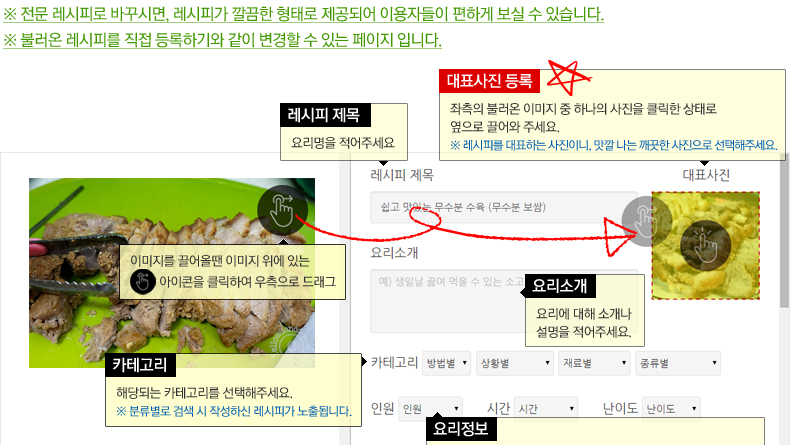 ※ 전문 레시피로 바꾸시면, 레시피가 깔끔한 형태로 제공되어 이용자들이 편하게 보실 수 있습니다.
※ 불러온 레시피를 직접 등록하기와 같이 변경할 수 있는 페이지 입니다.
대표사진 등록
좌측의 불러온 이미지 중 하나의 사진을 클릭한 상태로
옆으로 끌어와 주세요.
※ 레시피를 대표하는 사진이니, 맛깔 나는 깨끗한 사진으로 선택해주세요.
레시피 제목
요리명을 적어주세요
레시피 제목
대표사진
쉽고 맛있는 무수분 수육 (무수분 보쌈)
이미지를 끌어올땐 이미지 위에 있는
아이콘을 클릭하여 우측으로 드래그
요리소개
예) 생일날 끓여 먹을 수 있는 소고
요리소개
요리에 대해 소개나
설명을 적어주세요.
카테고리
해당되는 카테고리를 선택해주세요.
※ 분류별로 검색 시 작성하신 레시피가 노출됩니다.
카테고리 방법별 상황별 재료별 종류별
인원 인원 시간 시간 난이도 난이도
요리정보